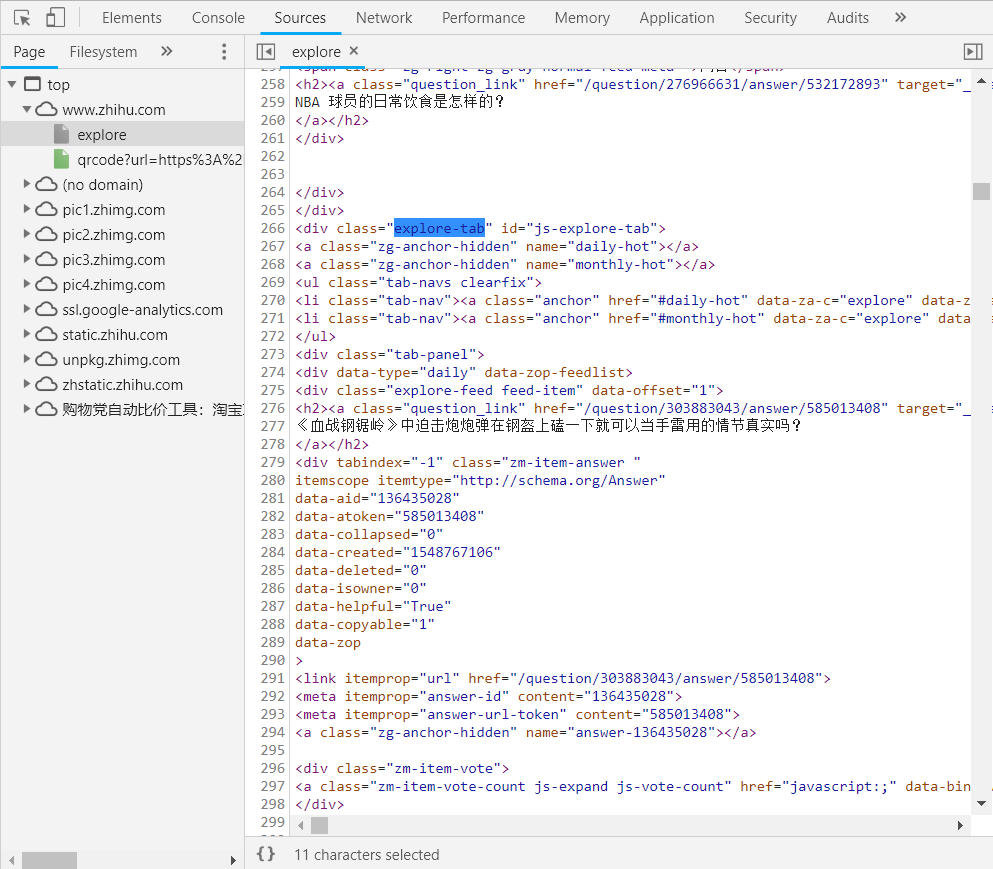 Elements Console Sources Network Performance Memory Application Security Audits »
Page Filesystem »
explore ×
top
www.zhihu.com
explore
qrcode?url=https%3A%2
(no domain)
pic1.zhimg.com
pic2.zhimg.com
pic3.zhimg.com
pic4.zhimg.com
ssl.google-analytics.com
static.zhihu.com
unpkg.zhimg.com
zhstatic.zhihu.com
购物党自动比价工具：淘宝
258 <h2><a class="question_link" href="/question/276966631/answer/532172893" target="_
259 NBA 球员的日常饮食是怎样的？
260 </a></h2>
261 </div>
262
263
264 </div>
265 </div>
266 <div class="explore-tab" id="js-explore-tab">
267 <a class="zg-anchor-hidden" name="daily-hot"></a>
268 <a class="zg-anchor-hidden" name="monthly-hot"></a>
269 <ul class="tab-navs clearfix">
270 <li class="tab-nav"><a class="anchor" href="#daily-hot" data-za-c="explore" data-z
271 <li class="tab-nav"><a class="anchor" href="#monthly-hot" data-za-c="explore" data
272 </ul>
273 <div class="tab-panel">
274 <div data-type="daily" data-zop-feedlist>
275 <div class="explore-feed feed-item" data-offset="1">
276 <h2><a class="question_link" href="/question/303883043/answer/585013408" target="_
277 《血战钢锯岭》中迫击炮炮弹在钢盔上磕一下就可以当手雷用的情节真实吗？
278 </a></h2>
279 <div tabindex="-1" class="zm-item-answer "
280 itemscope itemtype="http://schema.org/Answer"
281 data-aid="136435028"
282 data-atoken="585013408"
283 data-collapsed="0"
284 data-created="1548767106"
285 data-deleted="0"
286 data-isowner="0"
287 data-helpful="True"
288 data-copyable="1"
289 data-zop
290 >
291 <link itemprop="url" href="/question/303883043/answer/585013408">
292 <meta itemprop="answer-id" content="136435028">
293 <meta itemprop="answer-url-token" content="585013408">
294 <a class="zg-anchor-hidden" name="answer-136435028"></a>
295
296 <div class="zm-item-vote">
297 <a class="zm-item-vote-count js-expand js-vote-count" href="javascript:;" data-bin
298 </div>
299
{} 11 characters selected